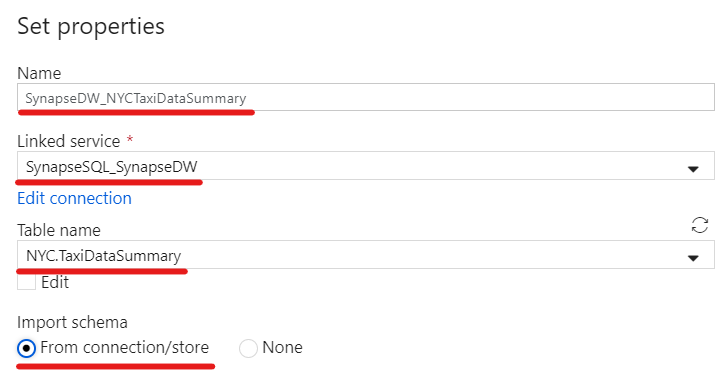 Set properties
Name
SynapseDW_NYCTaxiDataSummary
Linked service *
SynapseSQL_SynapseDW
Edit connection
Table name
NYC.TaxiDataSummary
Edit
Import schema
From connection/store None